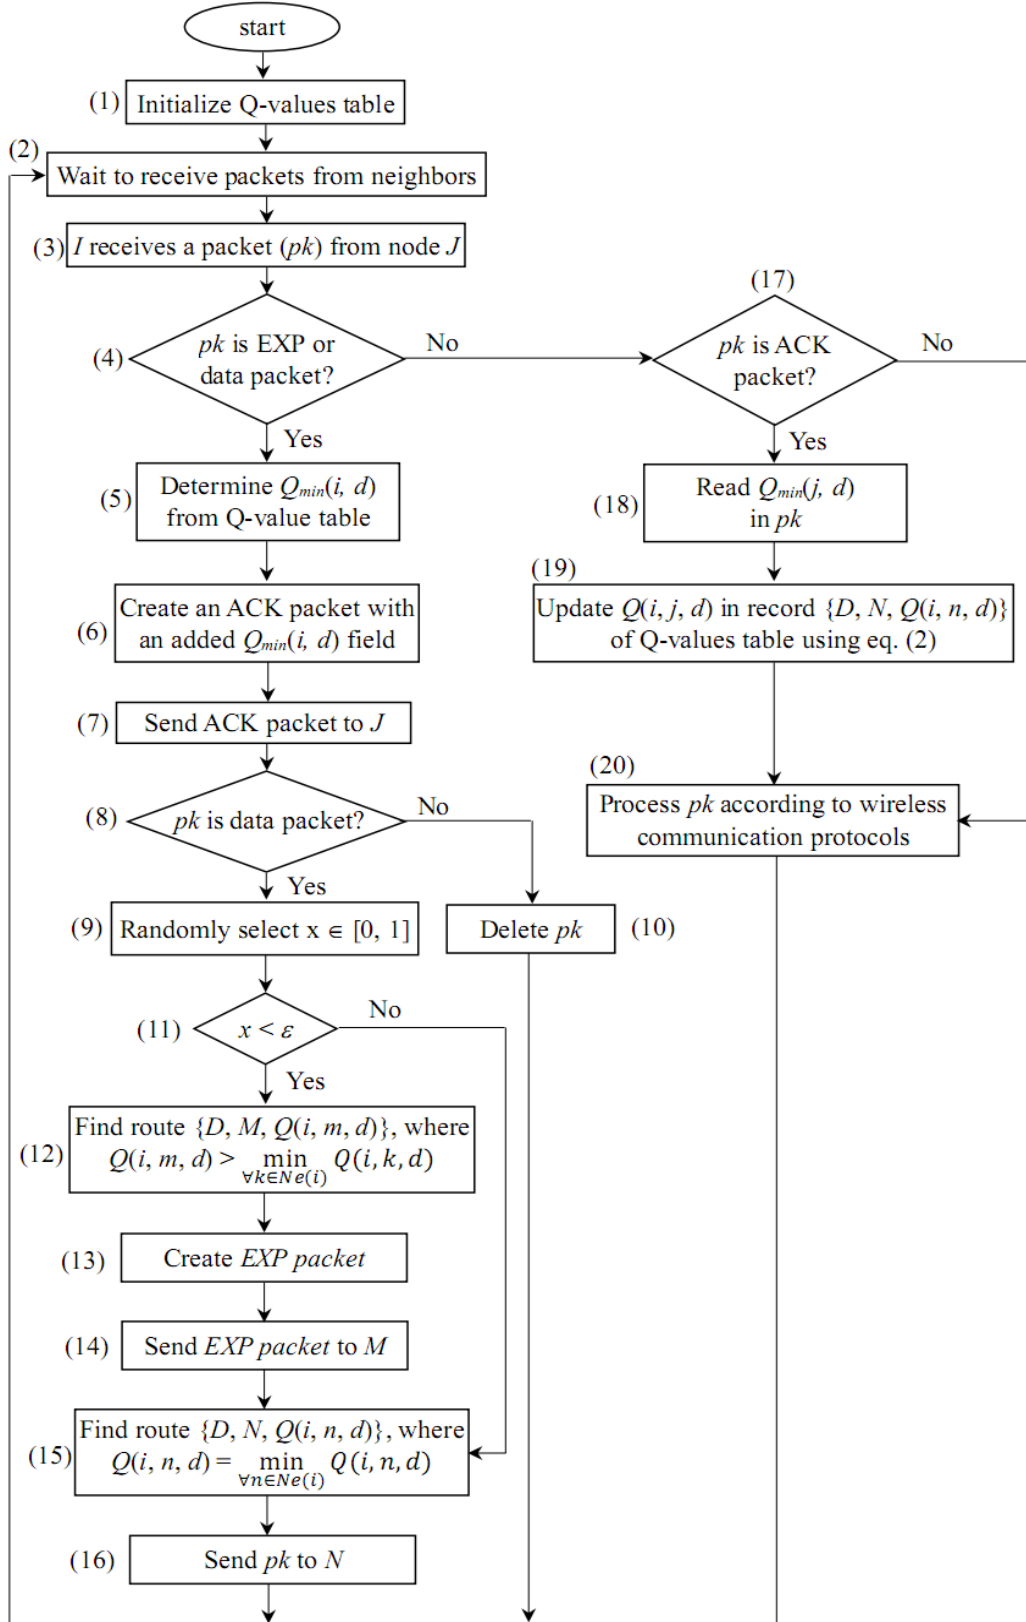 start
(1)
Initialize Q-values table
(2)
Wait to receive packets from neighbors
(3)
I receives a packet (pk) from node J
(4)
pk is EXP or
data packet?
No
Yes
(5)
Determine Qmin(i, d)
from Q-value table
(6)
Create an ACK packet with
an added Qmin(i, d) field
(7)
Send ACK packet to J
(8)
pk is data packet?
No
Yes
(9)
Randomly select x ∈ [0, 1]
Delete pk
(10)
(11)
x < ε
No
Yes
(12)
Find route {D, M, Q(i, m, d)}, where
Q(i, m, d) > min Q(i, k, d)
∀k∈Ne(i)
(13)
Create EXP packet
(14)
Send EXP packet to M
(15)
Find route {D, N, Q(i, n, d)}, where
Q(i, n, d) = min Q(i, n, d)
∀n∈Ne(i)
(16)
Send pk to N
(17)
pk is ACK
packet?
No
Yes
(18)
Read Qmin(j, d)
in pk
(19)
Update Q(i, j, d) in record {D, N, Q(i, n, d)}
of Q-values table using eq. (2)
(20)
Process pk according to wireless
communication protocols